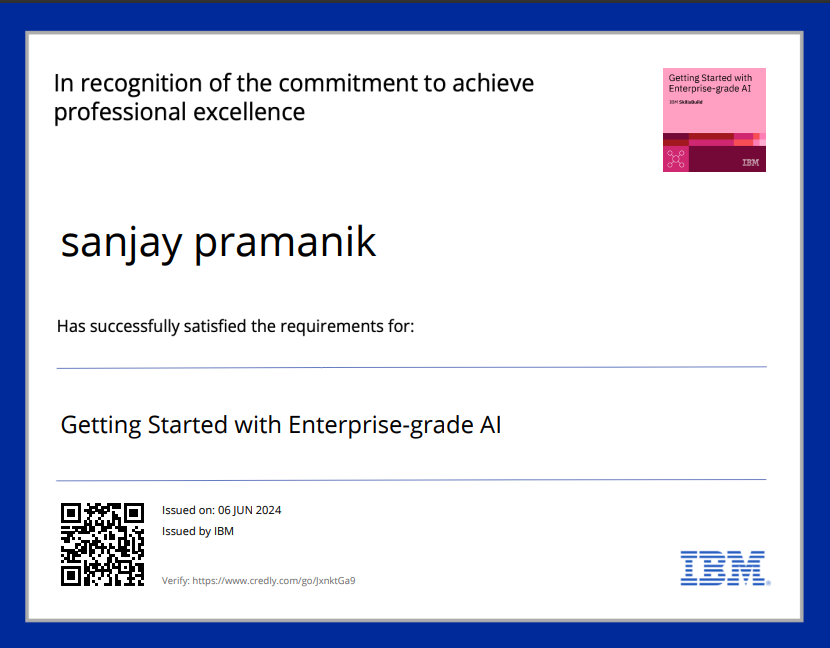 In recognition of the commitment to achieve
professional excellence
Getting Started with
Enterprise-grade AI
IBM SkillsBuild
IBM
sanjay pramanik
Has successfully satisfied the requirements for:
Getting Started with Enterprise-grade AI
Issued on: 06 JUN 2024
Issued by IBM
Verify: https://www.credly.com/go/JxnktGa9
IBM®